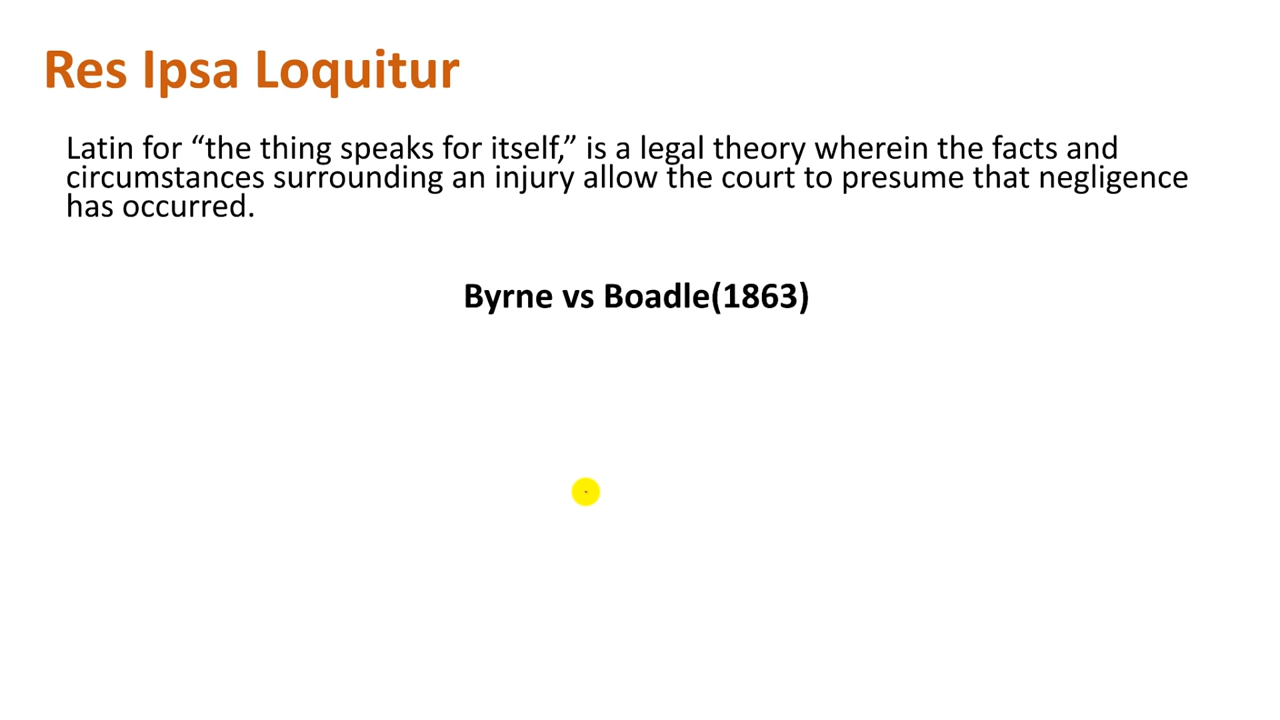 Res Ipsa Loquitur
Latin for “the thing speaks for itself,” is a legal theory wherein the facts and
circumstances surrounding an injury allow the court to presume that negligence
has occurred.
Byrne vs Boadle(1863)